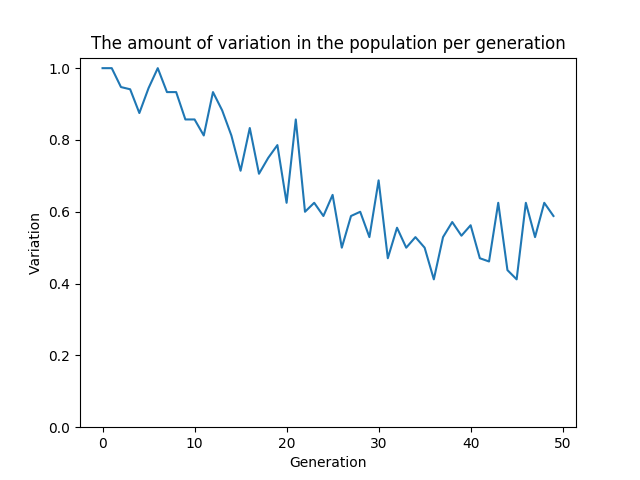 The amount of variation in the population per generation
1.0
0.8
0.6
0.4
0.2
0.0
Variation
0 10 20 30 40 50
Generation